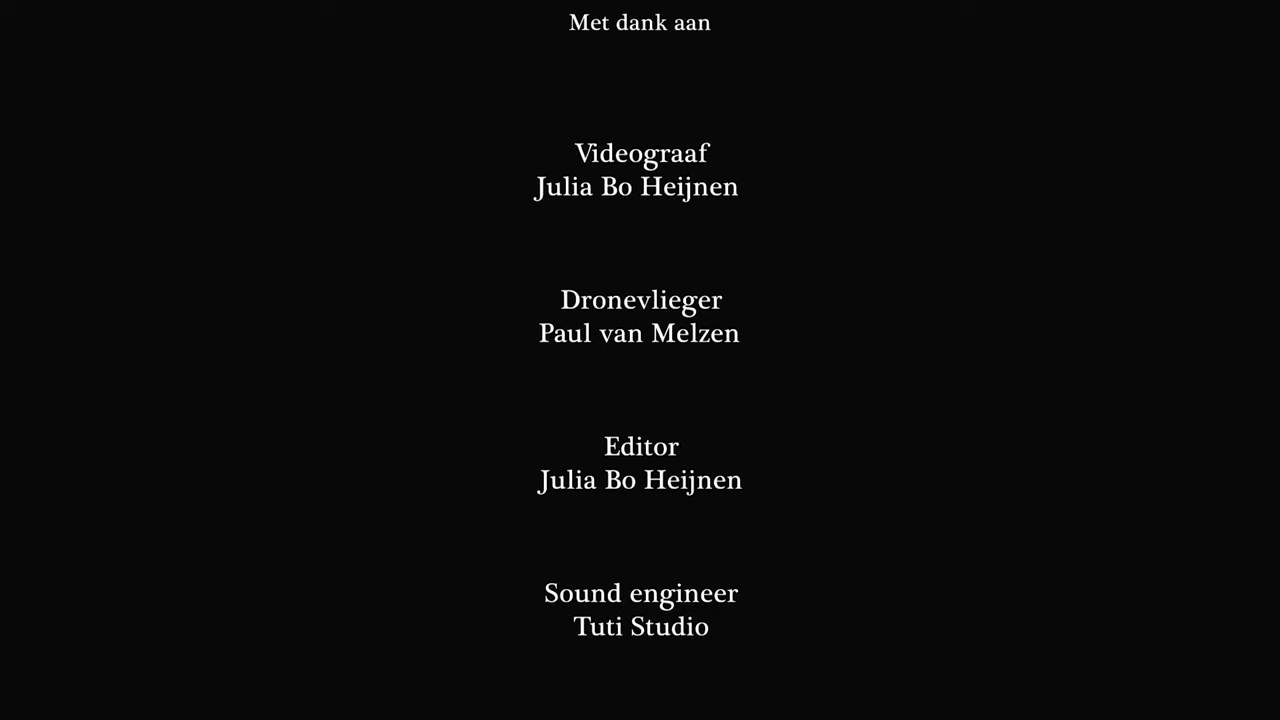 Met dank aan
Videograaf
Julia Bo Heijnen
Dronevlieger
Paul van Melzen
Editor
Julia Bo Heijnen
Sound engineer
Tuti Studio